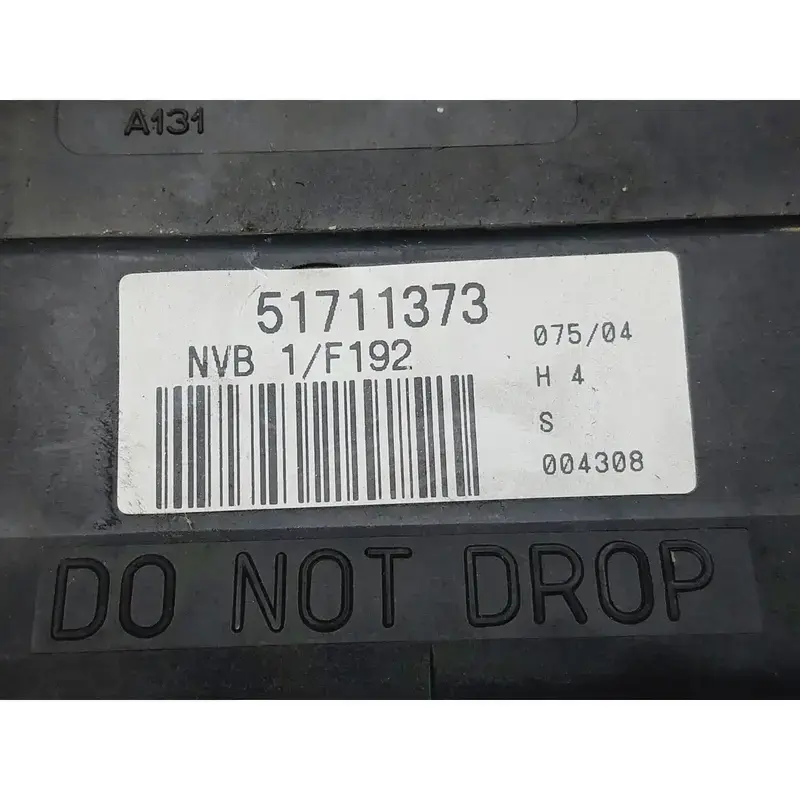 A131
51711373
NVB 1/F192
075/04
H 4
S
004308
DO NOT DROP